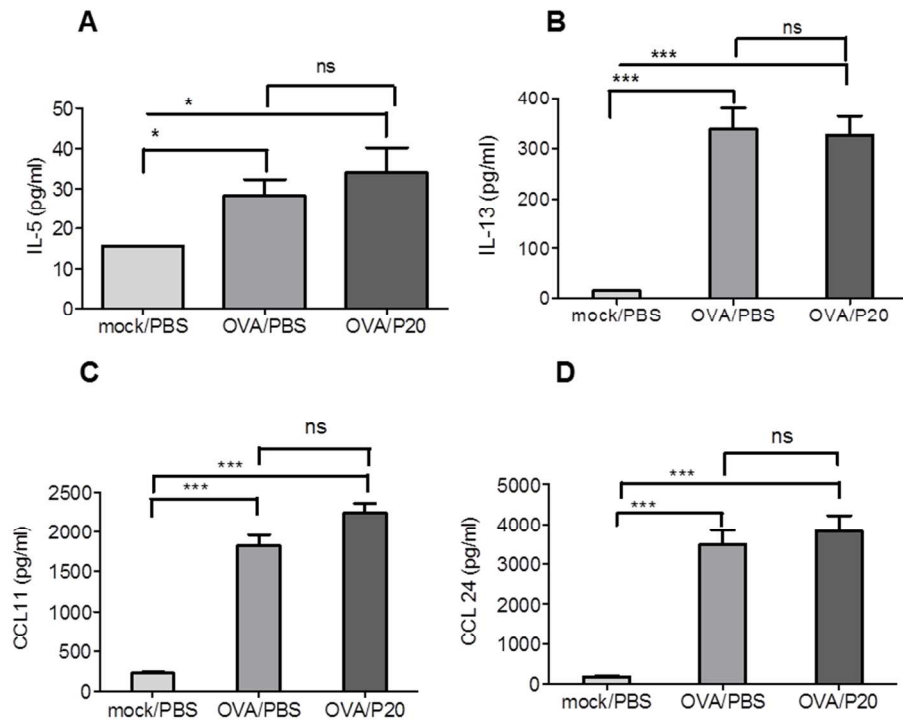 A
ns
*
*
50
40
30
20
10
0
IL-5 (pg/ml)
mock/PBS OVA/PBS OVA/P20
B
ns
***
***
400
300
200
100
0
IL-13 (pg/ml)
mock/PBS OVA/PBS OVA/P20
C
ns
***
***
2500
2000
1500
1000
500
0
CCL11 (pg/ml)
mock/PBS OVA/PBS OVA/P20
D
ns
***
***
5000
4000
3000
2000
1000
0
CCL 24 (pg/ml)
mock/PBS OVA/PBS OVA/P20